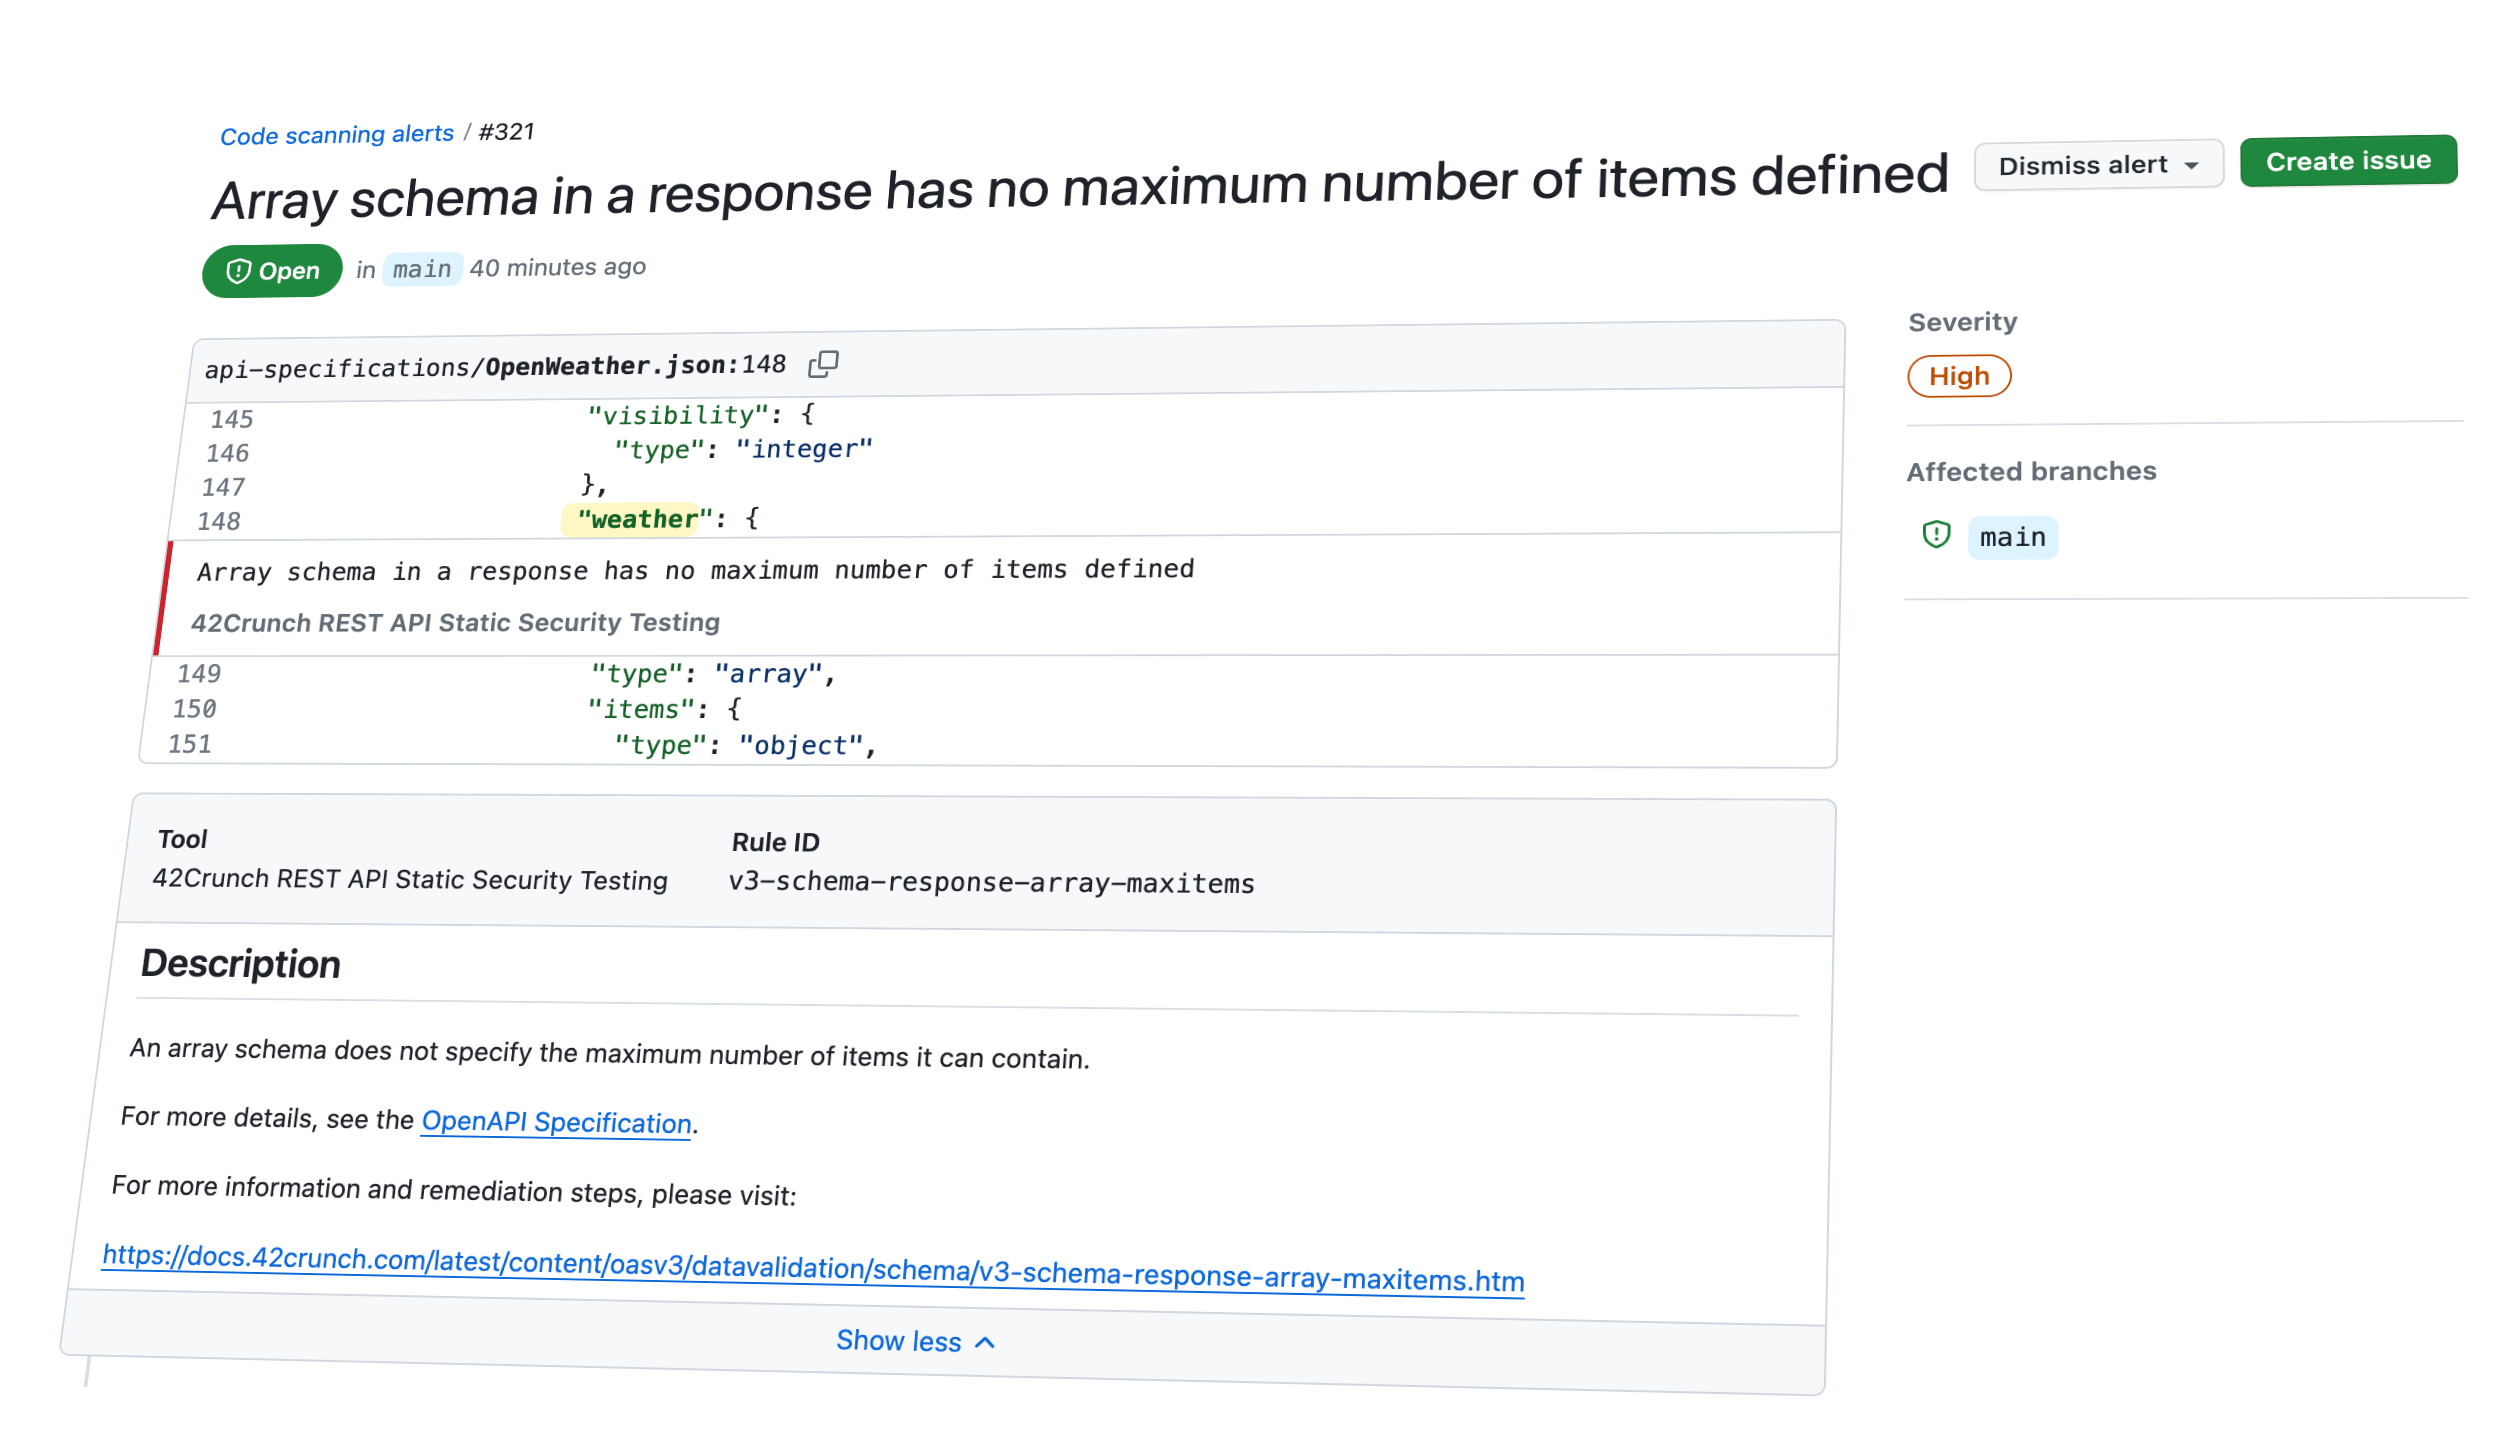 Code scanning alerts / #321
Array schema in a response has no maximum number of items defined
Dismiss alert
Create issue
Open in main 40 minutes ago
api-specifications/OpenWeather.json:148
145 "visibility": {
146 "type": "integer"
147 },
148 "weather": {
Array schema in a response has no maximum number of items defined
42Crunch REST API Static Security Testing
149 "type": "array",
150 "items": {
151 "type": "object",
Severity
High
Affected branches
main
Tool
42Crunch REST API Static Security Testing
Rule ID
v3-schema-response-array-maxitems
Description
An array schema does not specify the maximum number of items it can contain.
For more details, see the OpenAPI Specification.
For more information and remediation steps, please visit:
https://docs.42crunch.com/latest/content/oasv3/datavalidation/schema/v3-schema-response-array-maxitems.htm
Show less